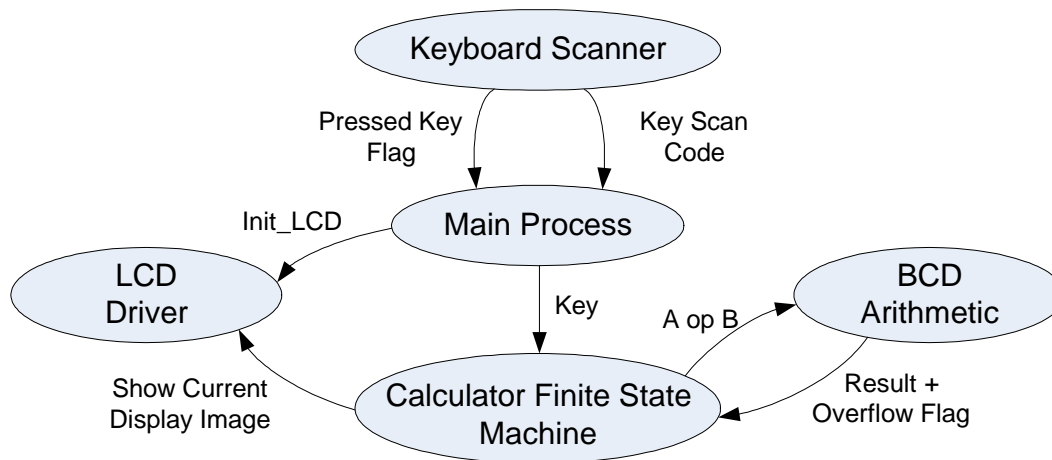 Keyboard Scanner
Pressed Key
Flag
Key Scan
Code
Main Process
Init_LCD
LCD
Driver
Key
A op B
BCD
Arithmetic
Show Current
Display Image
Calculator Finite State
Machine
Result +
Overflow Flag